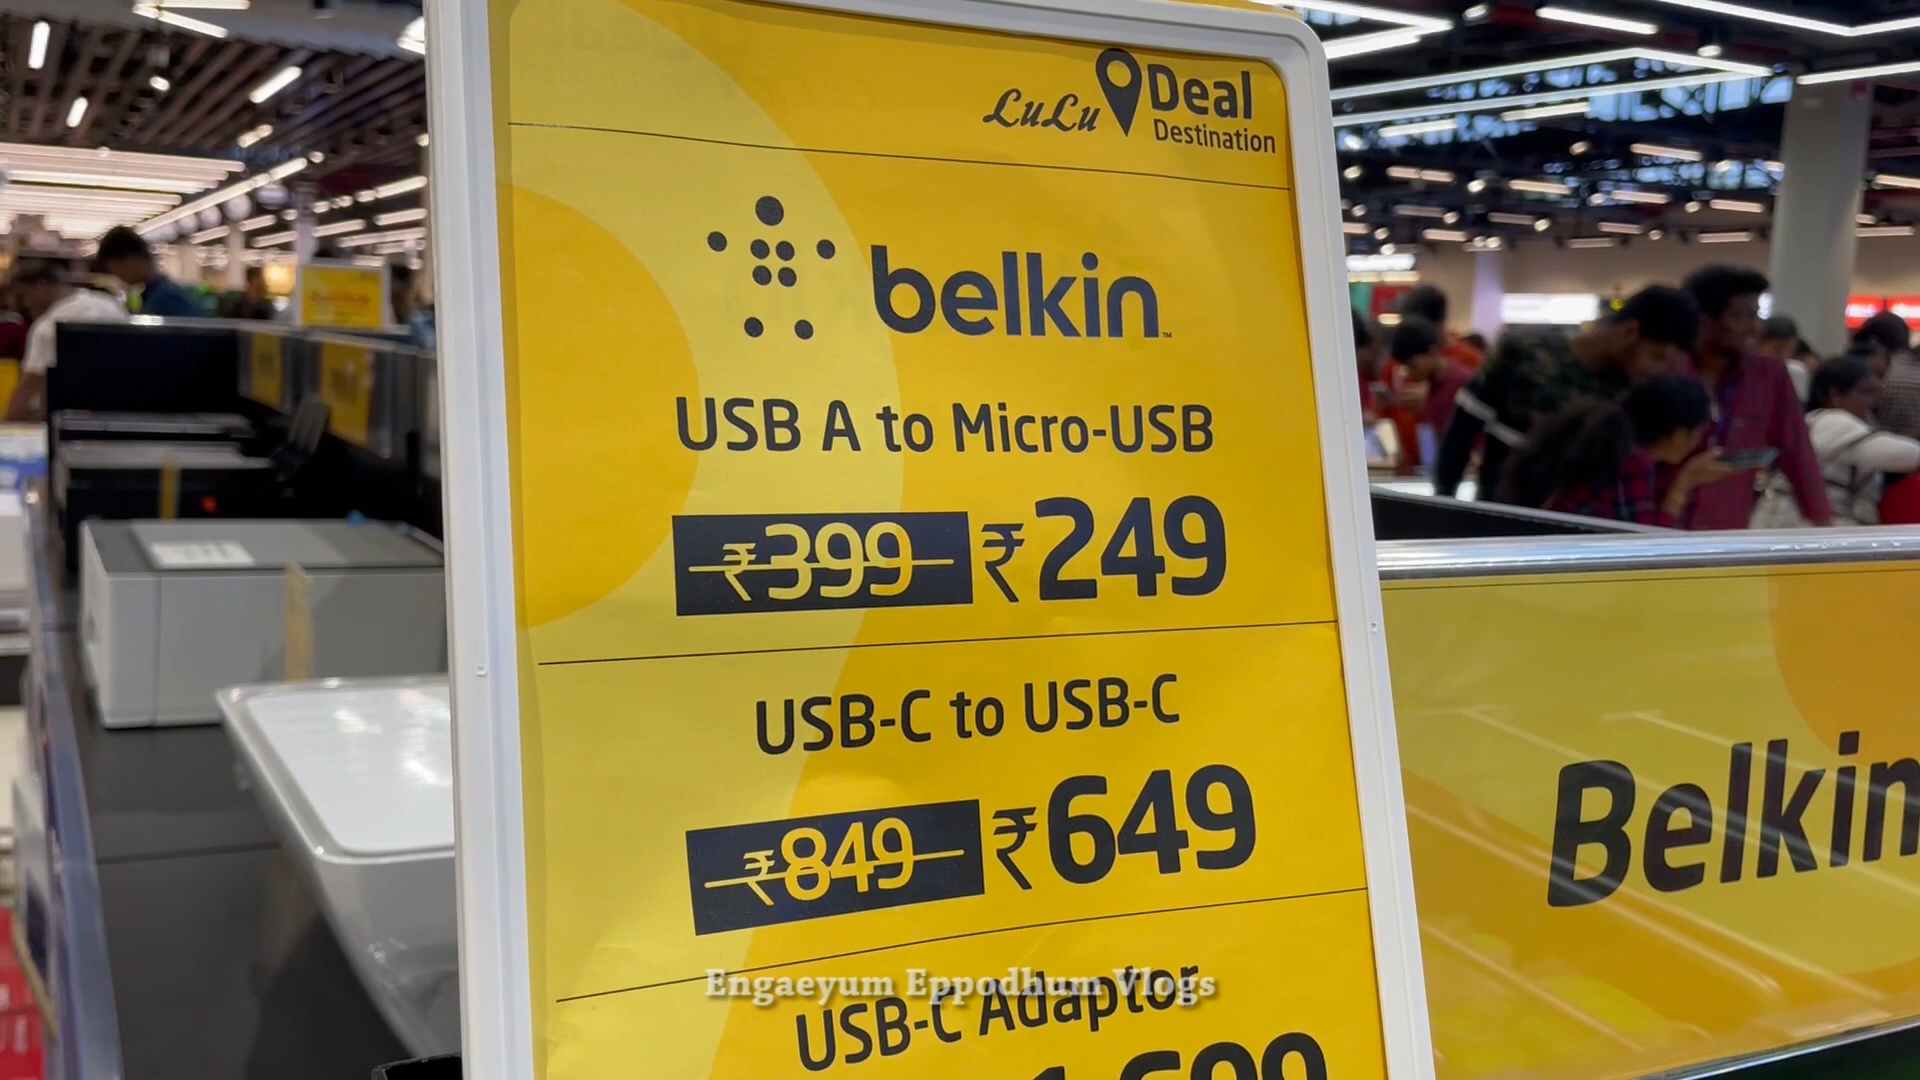 LuLu Deal
Destination
belkin™
USB A to Micro-USB
₹399 ₹249
USB-C to USB-C
₹849 ₹649
Engaeyum Eppodhum Vlogs
USB-C Adaptor
Belkin